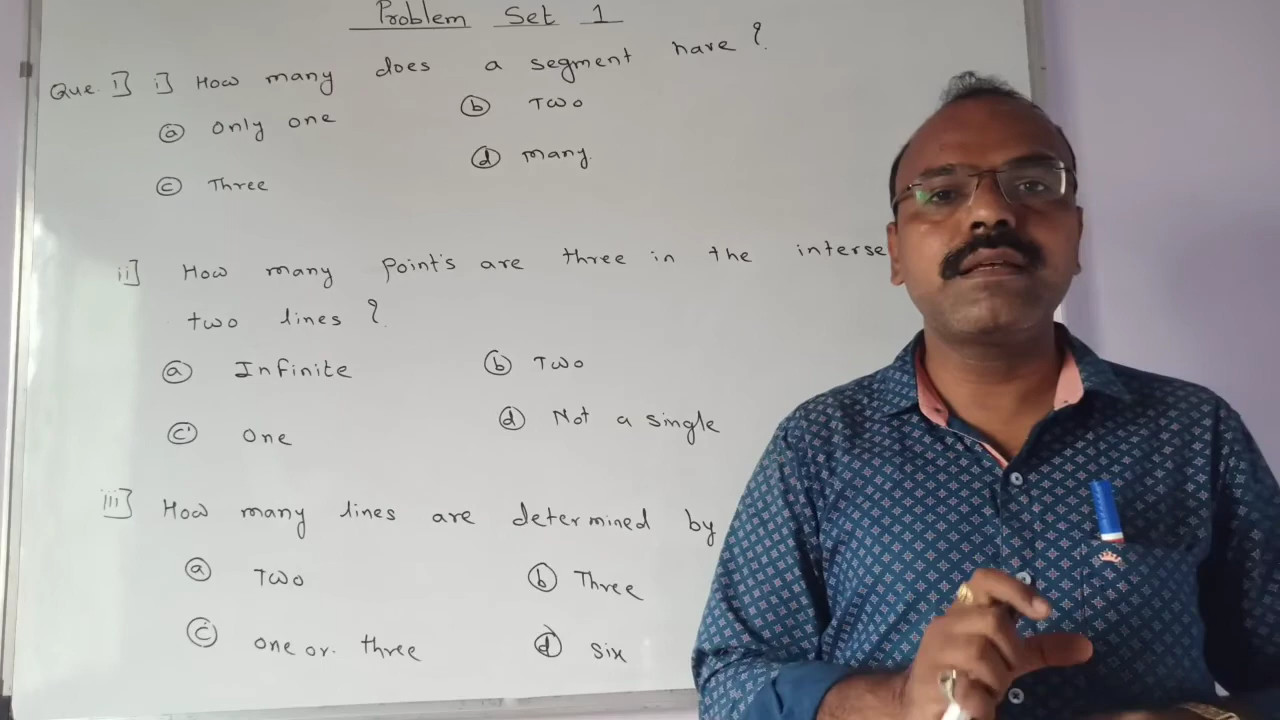 Problem Set 1
Que. 1] i] How many does a segment have ?
ⓐ only one ⓑ Two
ⓒ Three ⓓ many.
ii] How many point's are three in the interse
two lines ?
ⓐ Infinite ⓑ Two
ⓒ one ⓓ Not a single
iii] How many lines are determined by
ⓐ Two ⓑ Three
ⓒ one or. three ⓓ six